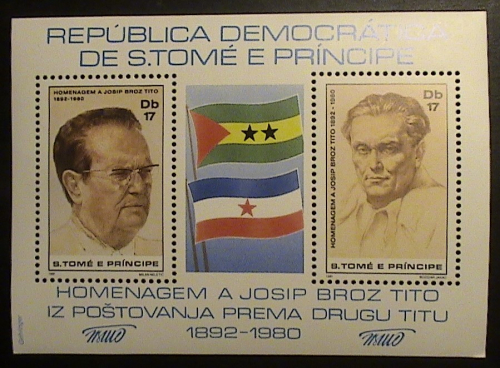 REPÚBLICA DEMOCRÁTICA
DE S.TOMÉ E PRÍNCIPE
HOMENAGEM A JOSIP BROZ TITO
1892-1980
Db
17
S.TOMÉ E PRÍNCIPE
HOMENAGEM A JOSIP BROZ TITO 1892-1980
Db
17
S.TOMÉ E PRÍNCIPE
HOMENAGEM A JOSIP BROZ TITO
IZ POŠTOVANJA PREMA DRUGU TITU
1892-1980